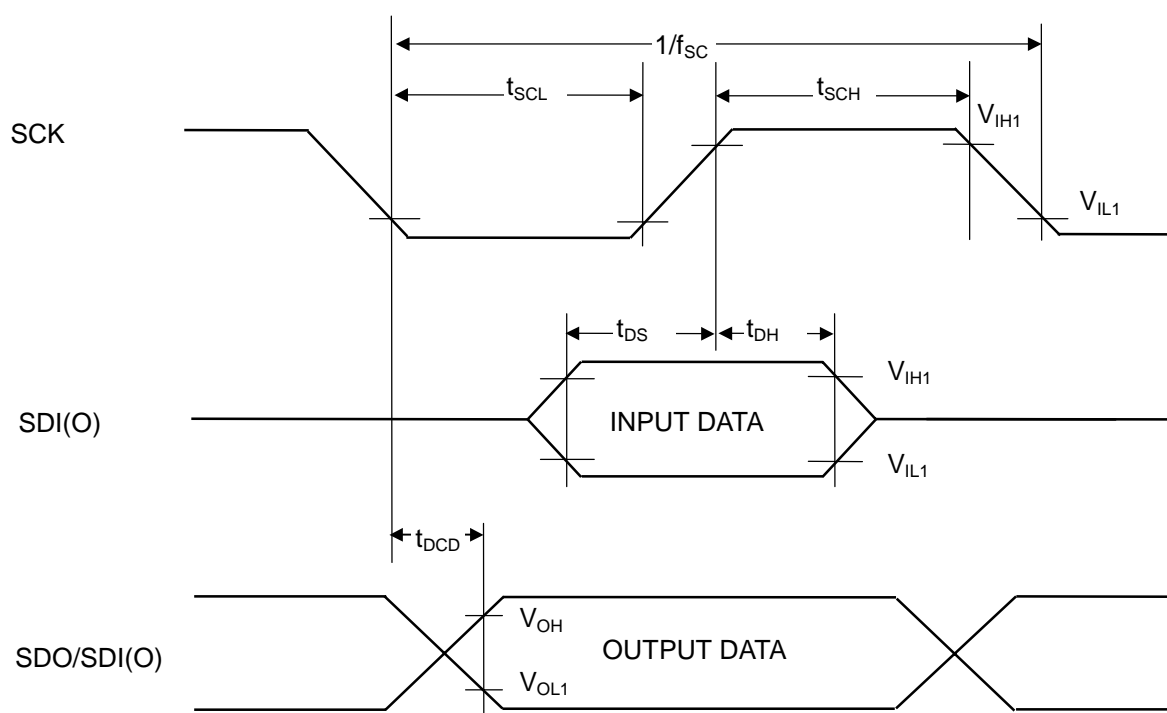 1/fSC
tSCL
tSCH
SCK
VIH1
VIL1
tDS
tDH
VIH1
SDI(O)
INPUT DATA
VIL1
tDCD
VOH
SDO/SDI(O)
OUTPUT DATA
VOL1